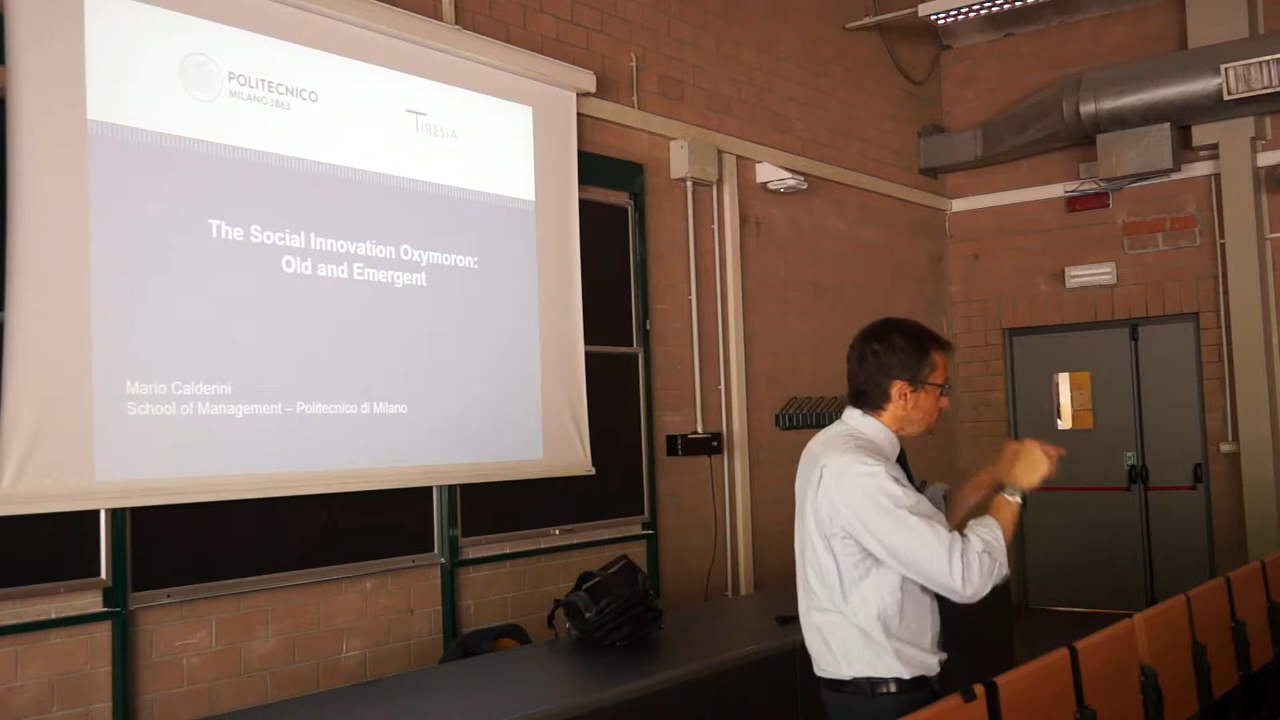 POLITECNICO
MILANO 1863
TIRESIA
The Social Innovation Oxymoron:
Old and Emergent
Mario Calderini
School of Management – Politecnico di Milano